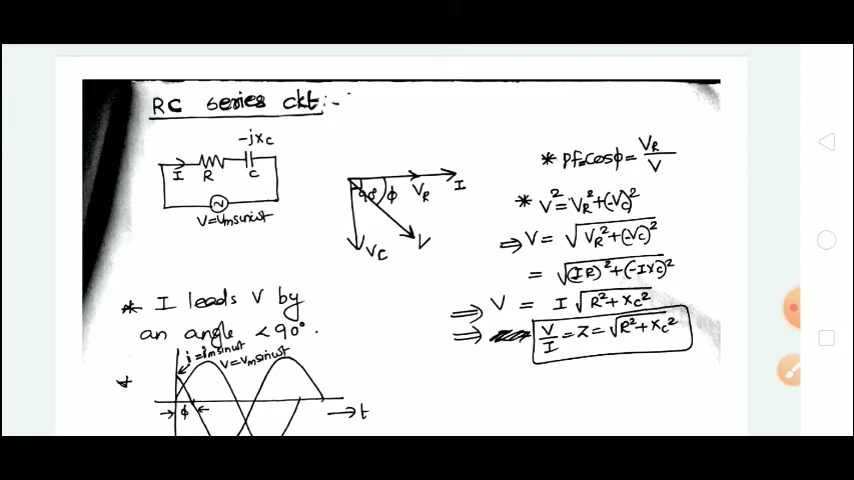 RC series ckt:-
-jXc
I R C
V=Vmsinωt
90° φ VR I
Vc V
* I leads V by
an angle <90°.
i=imsinωt
V=Vmsinωt
φ t
* PF=cosφ= VR/V
* V²=VR²+(-Vc)²
⇒ V= √VR²+(-Vc)²
= √(IR)²+(-IXc)²
⇒ V = I √R²+Xc²
⇒ V/I = Z = √R²+Xc²